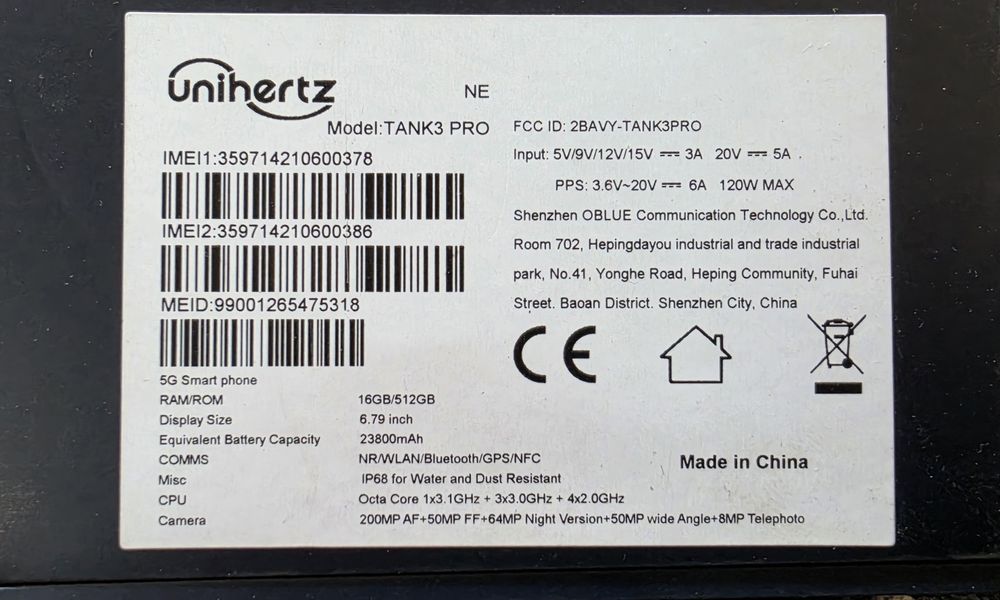 unihertz
NE
Model:TANK3 PRO
IMEI1:359714210600378
IMEI2:359714210600386
MEID:99001265475318
5G Smart phone
RAM/ROM 16GB/512GB
Display Size 6.79 inch
Equivalent Battery Capacity 23800mAh
COMMS NR/WLAN/Bluetooth/GPS/NFC
Misc IP68 for Water and Dust Resistant
CPU Octa Core 1x3.1GHz + 3x3.0GHz + 4x2.0GHz
Camera 200MP AF+50MP FF+64MP Night Version+50MP wide Angle+8MP Telephoto
FCC ID: 2BAVY-TANK3PRO
Input: 5V/9V/12V/15V ⎓ 3A 20V ⎓ 5A .
PPS: 3.6V~20V ⎓ 6A 120W MAX
Shenzhen OBLUE Communication Technology Co.,Ltd.
Room 702, Hepingdayou industrial and trade industrial
park, No.41, Yonghe Road, Heping Community, Fuhai
Street. Baoan District. Shenzhen City, China
CE
Made in China